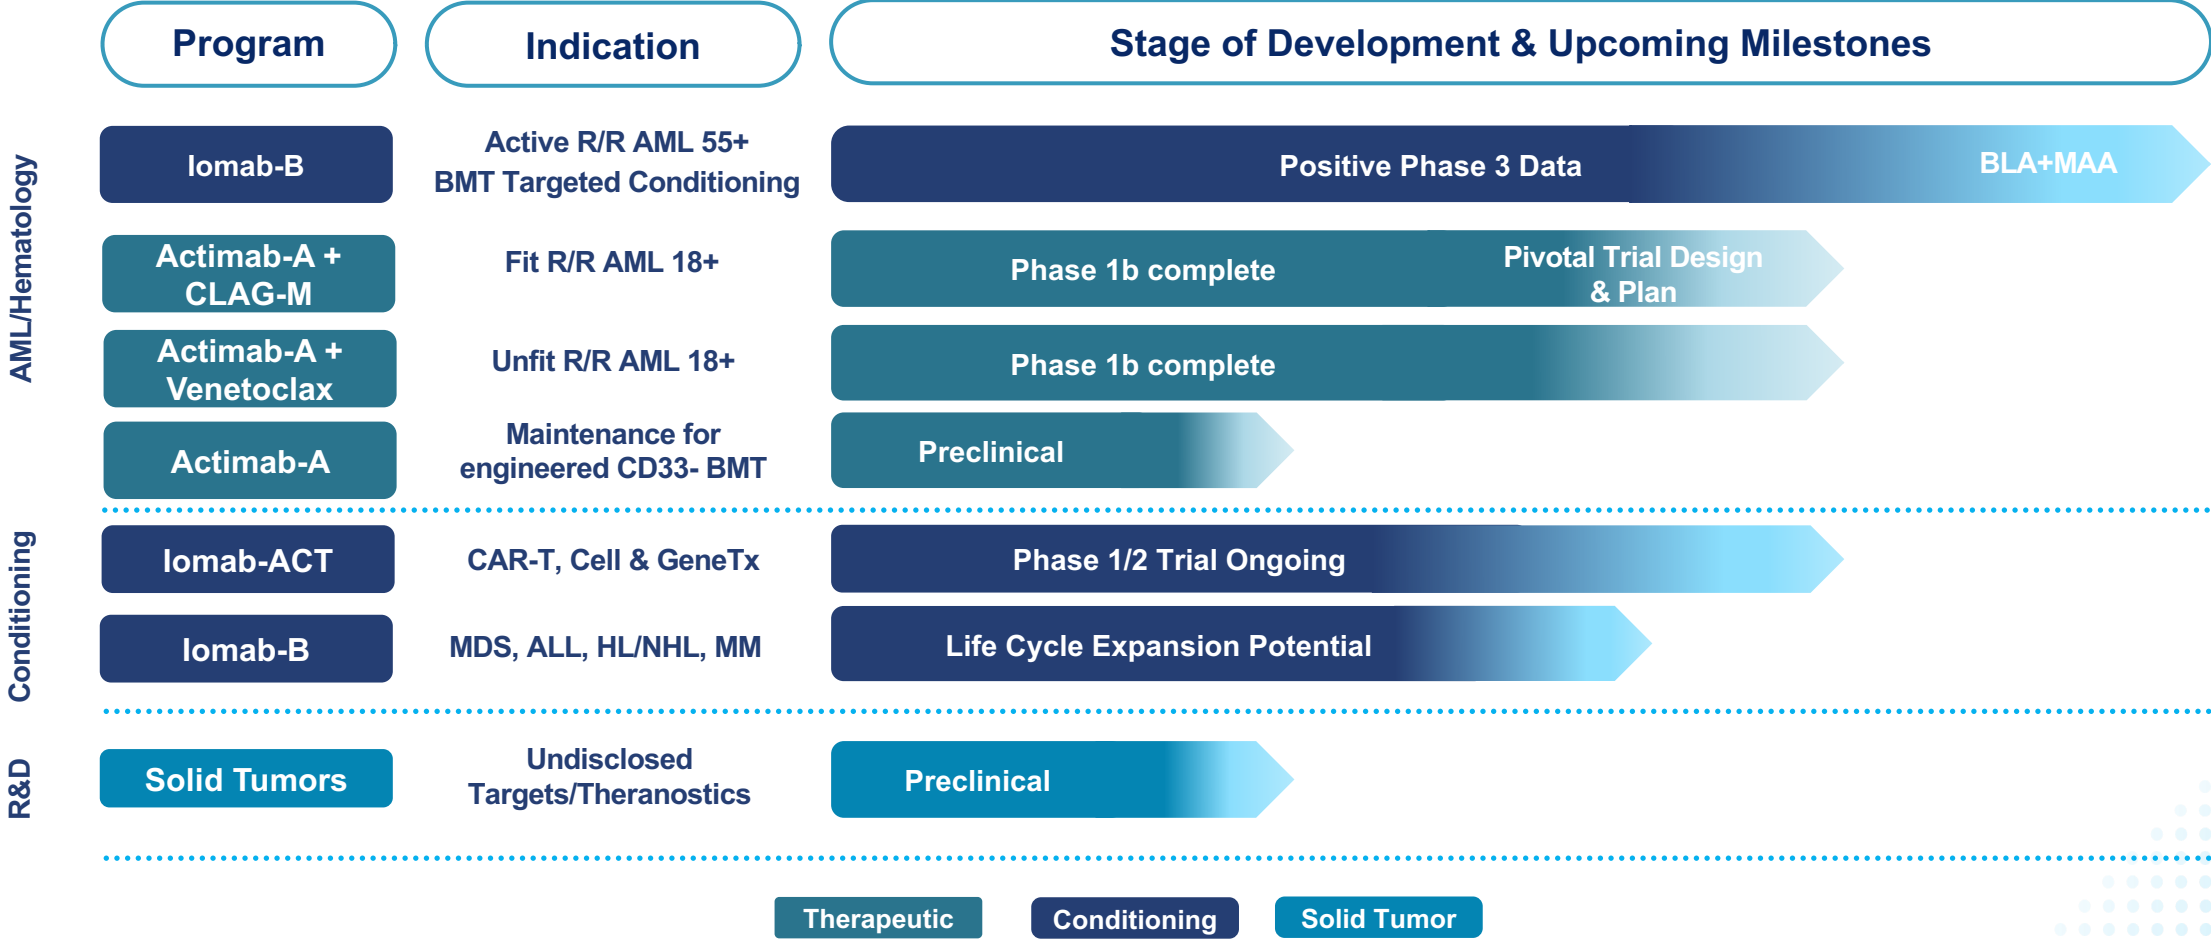 Program
Indication
Stage of Development & Upcoming Milestones
AML/Hematology
Iomab-B
Active R/R AML 55+
BMT Targeted Conditioning
Positive Phase 3 Data
BLA+MAA
Actimab-A +
CLAG-M
Fit R/R AML 18+
Phase 1b complete
Pivotal Trial Design
& Plan
Actimab-A +
Venetoclax
Unfit R/R AML 18+
Phase 1b complete
Actimab-A
Maintenance for
engineered CD33- BMT
Preclinical
Conditioning
Iomab-ACT
CAR-T, Cell & GeneTx
Phase 1/2 Trial Ongoing
Iomab-B
MDS, ALL, HL/NHL, MM
Life Cycle Expansion Potential
R&D
Solid Tumors
Undisclosed
Targets/Theranostics
Preclinical
Therapeutic
Conditioning
Solid Tumor